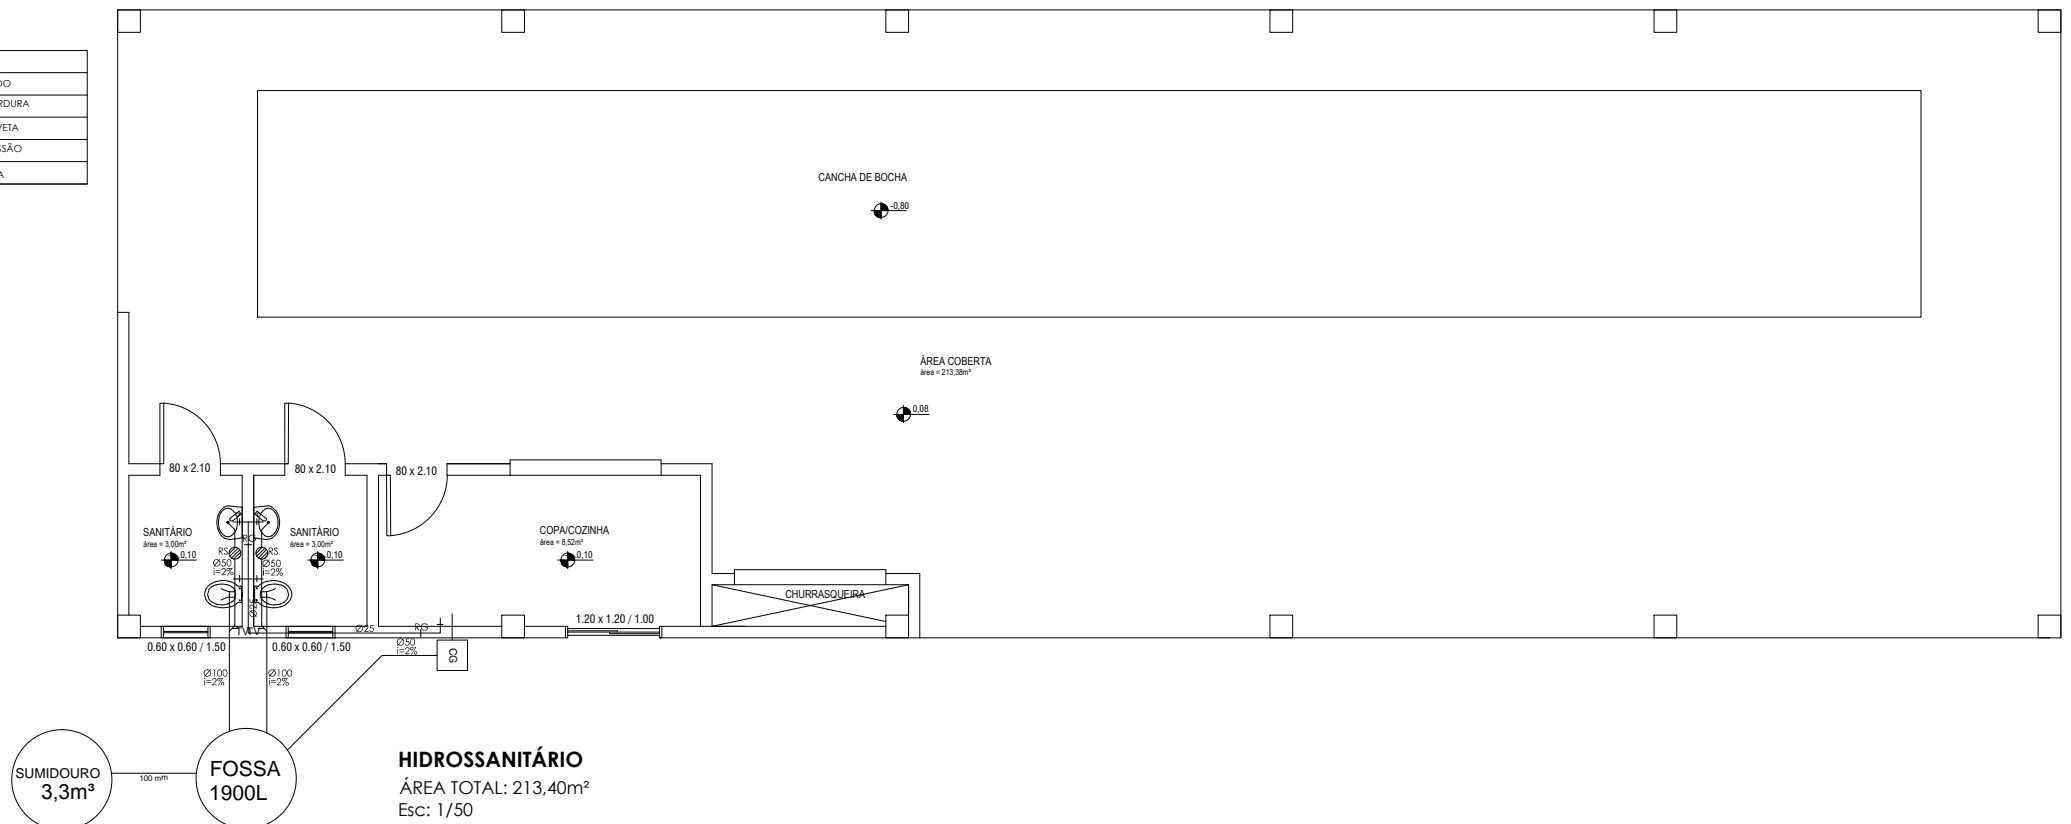 DO
RDURA
VETA
SSÃO
A
CANCHA DE BOCHA
-0,80
ÁREA COBERTA
área = 213,38m²
0,08
80 x 2.10
80 x 2.10
80 x 2.10
SANITÁRIO
área = 3,00m²
0,10
RG
RS
RS
Ø50
i=2%
Ø50
i=2%
Ø25
SANITÁRIO
área = 3,00m²
0,10
COPA/COZINHA
área = 8,52m²
0,10
CHURRASQUEIRA
1.20 x 1.20 / 1.00
TV
TV
Ø25
RG
0.60 x 0.60 / 1.50
0.60 x 0.60 / 1.50
Ø50
i=2%
CG
Ø100
i=2%
Ø100
i=2%
SUMIDOURO
3,3m³
100 mm
FOSSA
1900L
HIDROSSANITÁRIO
ÁREA TOTAL: 213,40m²
Esc: 1/50